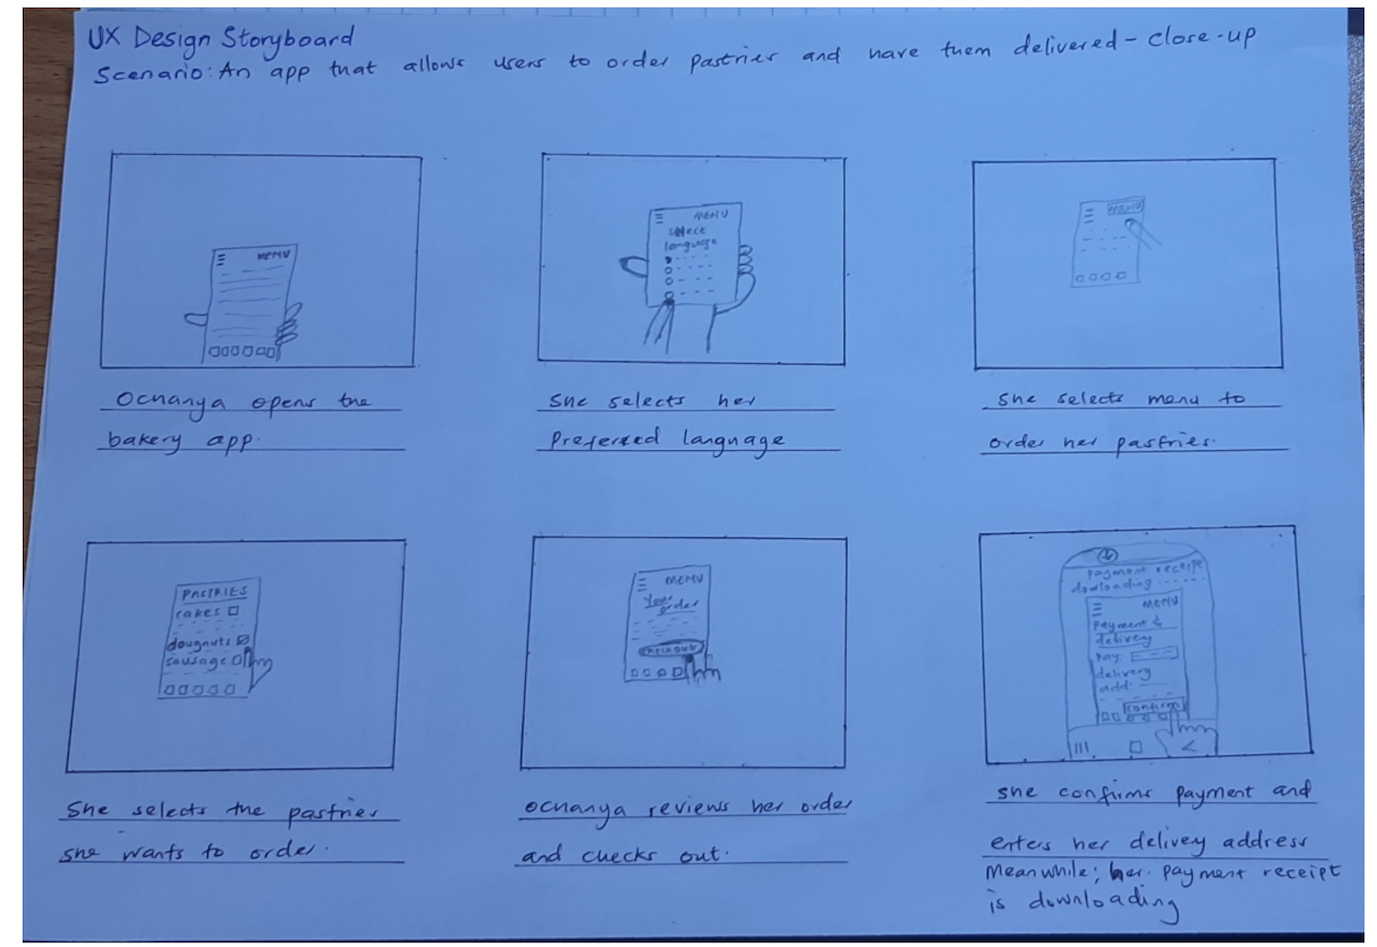 UX Design Storyboard
Scenario: An app that allows users to order pastries and have them delivered - close-up
MENU
MENU
select
language
MENU
Ochanya opens the
bakery app.
She selects her
Preferred language
She selects menu to
order her pastries.
PASTRIES
cakes
dougnuts
sausage
MENU
Your
order
checkout
Payment receipt
dowloading
MENU
Payment &
delivery
Pay:
delivery
add:
confirm
She selects the pastries
she wants to order.
Ochanya reviews her order
and checks out.
She confirms payment and
enters her delivey address
Meanwhile; her payment receipt
is downloading